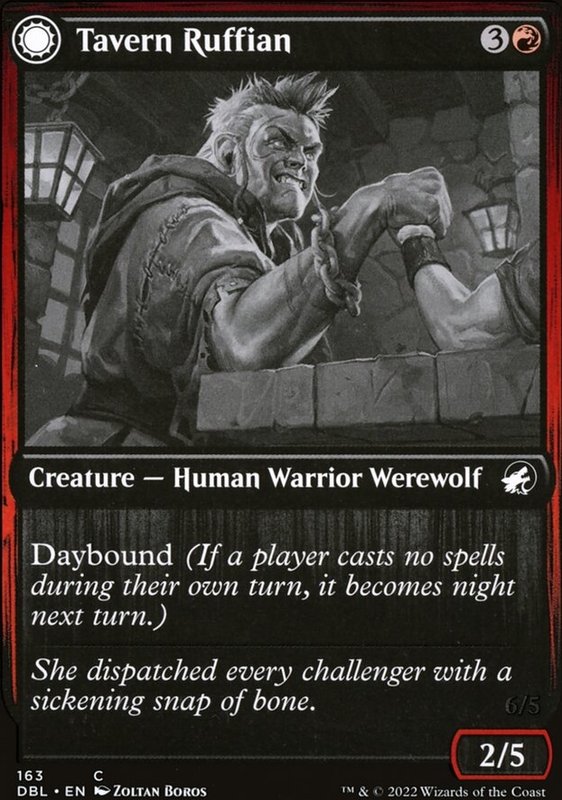 Tavern Ruffian 3
Creature — Human Warrior Werewolf
Daybound (If a player casts no spells
during their own turn, it becomes night
next turn.)
She dispatched every challenger with a
sickening snap of bone.
6/5
2/5
163 C
DBL • EN Zoltan Boros ™ & © 2022 Wizards of the Coast